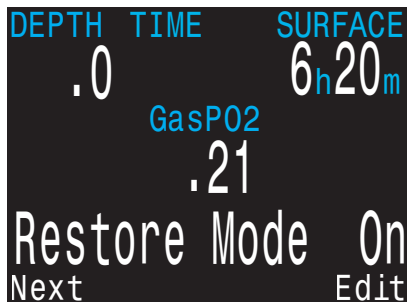 DEPTH TIME SURFACE
.0 6h20m
GasPO2
.21
Restore Mode On
Next Edit